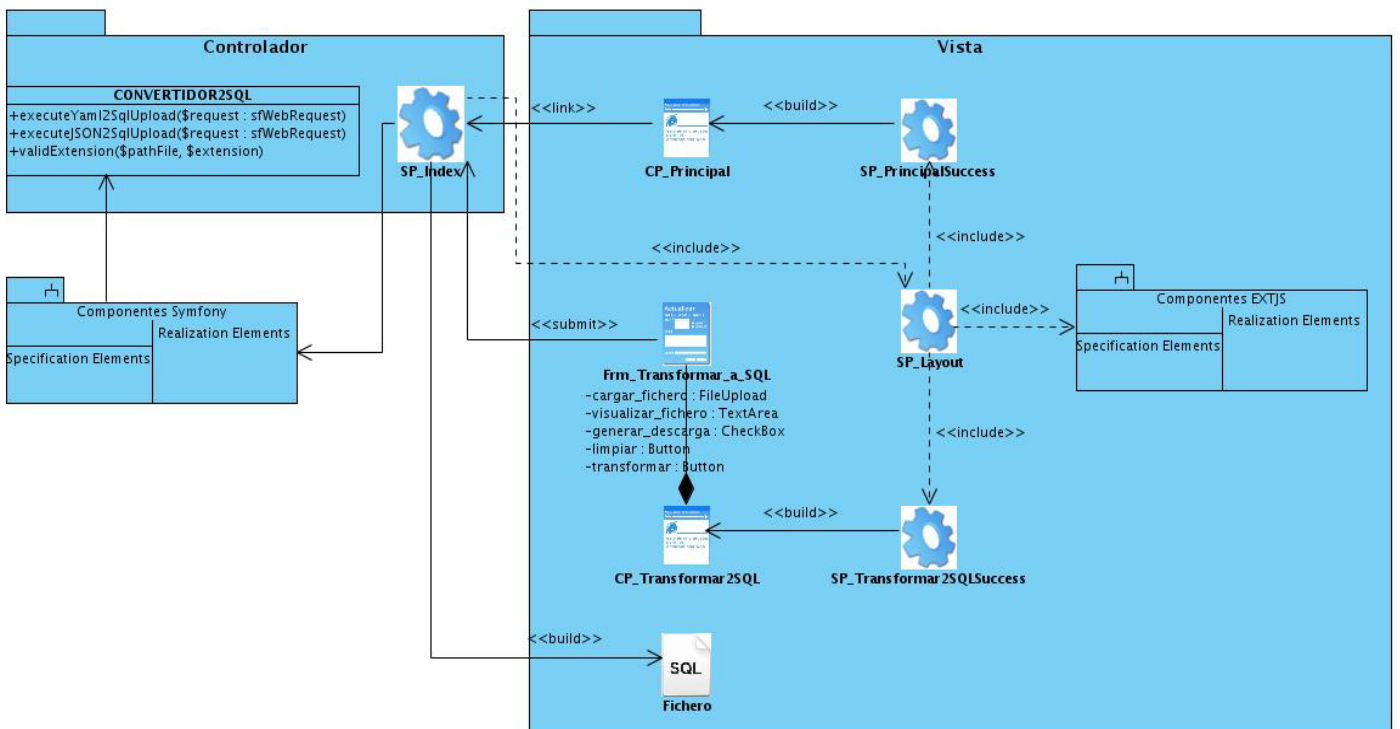 Controlador
CONVERTIDOR2SQL
+executeYaml2SqlUpload($request : sfWebRequest)
+executeJSON2SqlUpload($request : sfWebRequest)
+validExtension($pathFile, $extension)
SP_Index
Componentes Symfony
Realization Elements
Specification Elements
Vista
<<link>>
CP_Principal
<<build>>
SP_PrincipalSuccess
<<include>>
<<include>>
<<submit>>
Frm_Transformar_a_SQL
-cargar_fichero : FileUpload
-visualizar_fichero : TextArea
-generar_descarga : CheckBox
-limpiar : Button
-transformar : Button
SP_Layout
<<include>>
Componentes EXTJS
Realization Elements
Specification Elements
<<include>>
CP_Transformar2SQL
<<build>>
SP_Transformar2SQLSuccess
<<build>>
SQL
Fichero